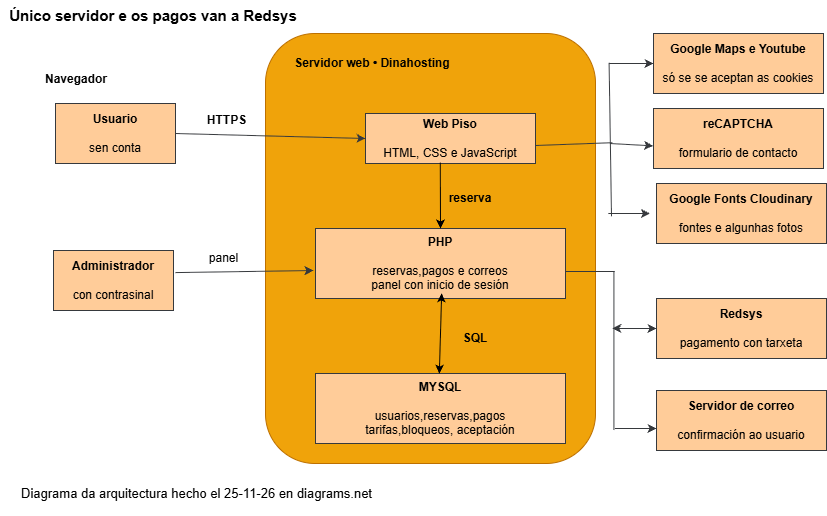 Único servidor e os pagos van a Redsys
Navegador
Usuario
sen conta
HTTPS
Administrador
con contrasinal
panel
Servidor web • Dinahosting
Web Piso
HTML, CSS e JavaScript
reserva
PHP
reservas,pagos e correos
panel con inicio de sesión
SQL
MYSQL
usuarios,reservas,pagos
tarifas,bloqueos, aceptación
Google Maps e Youtube
só se se aceptan as cookies
reCAPTCHA
formulario de contacto
Google Fonts Cloudinary
fontes e algunhas fotos
Redsys
pagamento con tarxeta
Servidor de correo
confirmación ao usuario
Diagrama da arquitectura hecho el 25-11-26 en diagrams.net